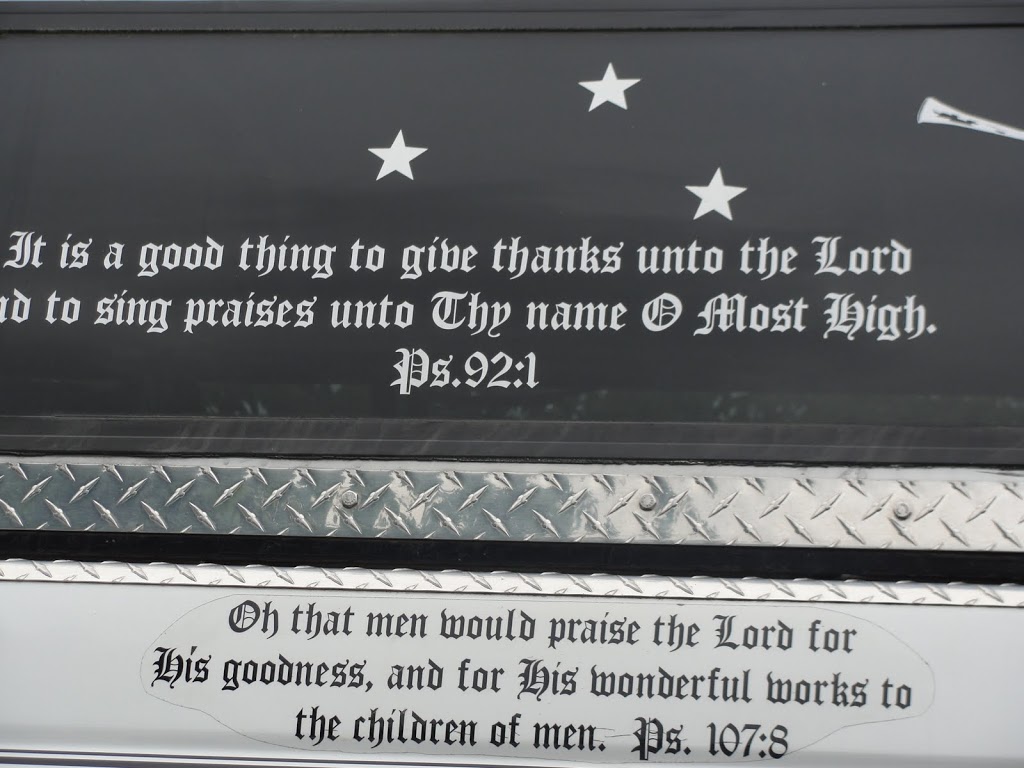 It is a good thing to give thanks unto the Lord
nd to sing praises unto Thy name O Most High.
Ps.92:1
Oh that men would praise the Lord for
His goodness, and for His wonderful works to
the children of men. Ps. 107:8